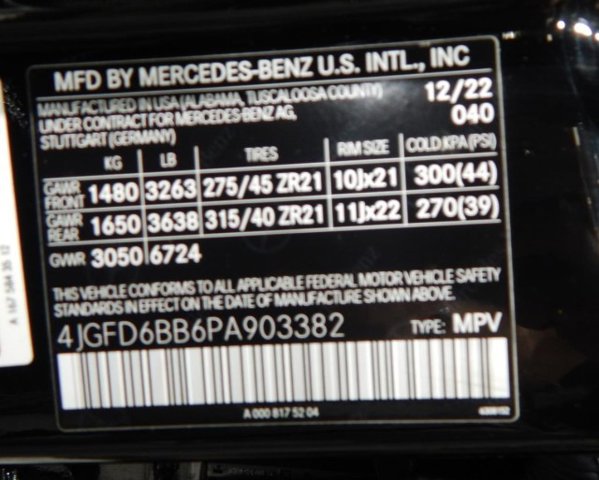 MFD BY MERCEDES-BENZ U.S. INTL., INC
MANUFACTURED IN USA (ALABAMA, TUSCALOOSA COUNTY) 12/22
UNDER CONTRACT FOR MERCEDES-BENZ AG, 040
STUTTGART (GERMANY)
KG LB TIRES RIM SIZE COLD KPA (PSI)
GAWR FRONT 1480 3263 275/45 ZR21 10Jx21 300(44)
GAWR REAR 1650 3638 315/40 ZR21 11Jx22 270(39)
GVWR 3050 6724
THIS VEHICLE CONFORMS TO ALL APPLICABLE FEDERAL MOTOR VEHICLE SAFETY
STANDARDS IN EFFECT ON THE DATE OF MANUFACTURE SHOWN ABOVE.
4JGFD6BB6PA903382 TYPE: MPV
A 000 817 52 04
A 167 584 35 12